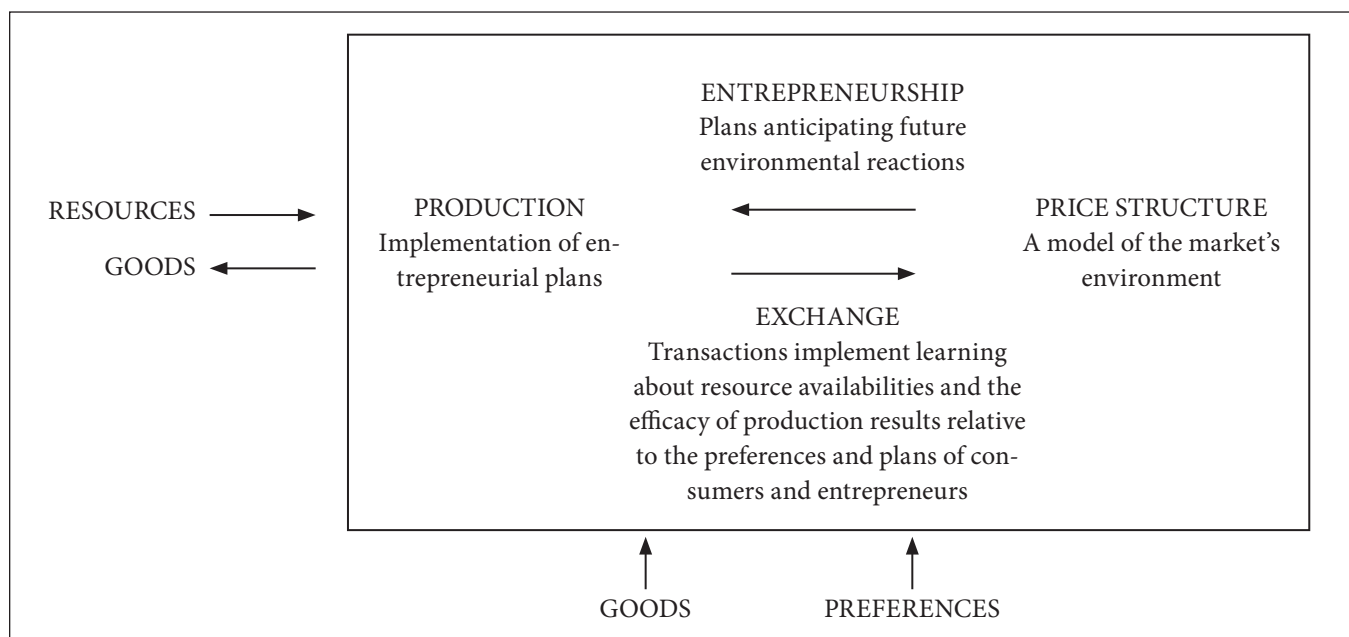 ENTREPRENEURSHIP
Plans anticipating future
environmental reactions
RESOURCES
GOODS
PRODUCTION
Implementation of en-
trepreneurial plans
PRICE STRUCTURE
A model of the market’s
environment
EXCHANGE
Transactions implement learning
about resource availabilities and the
efficacy of production results relative
to the preferences and plans of con-
sumers and entrepreneurs
GOODS
PREFERENCES